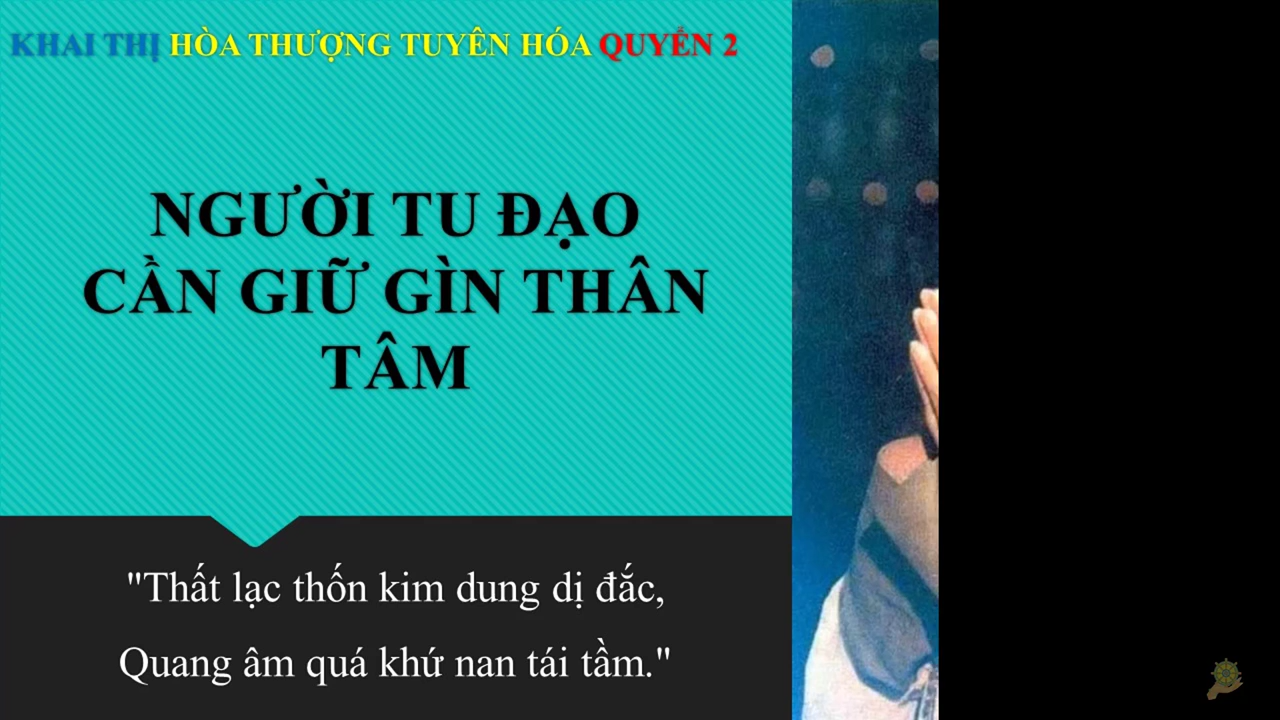 KHAI THỊ HÒA THƯỢNG TUYÊN HÓA QUYỂN 2
NGƯỜI TU ĐẠO
CẦN GIỮ GÌN THÂN
TÂM
"Thất lạc thốn kim dung dị đắc,
Quang âm quá khứ nan tái tầm."